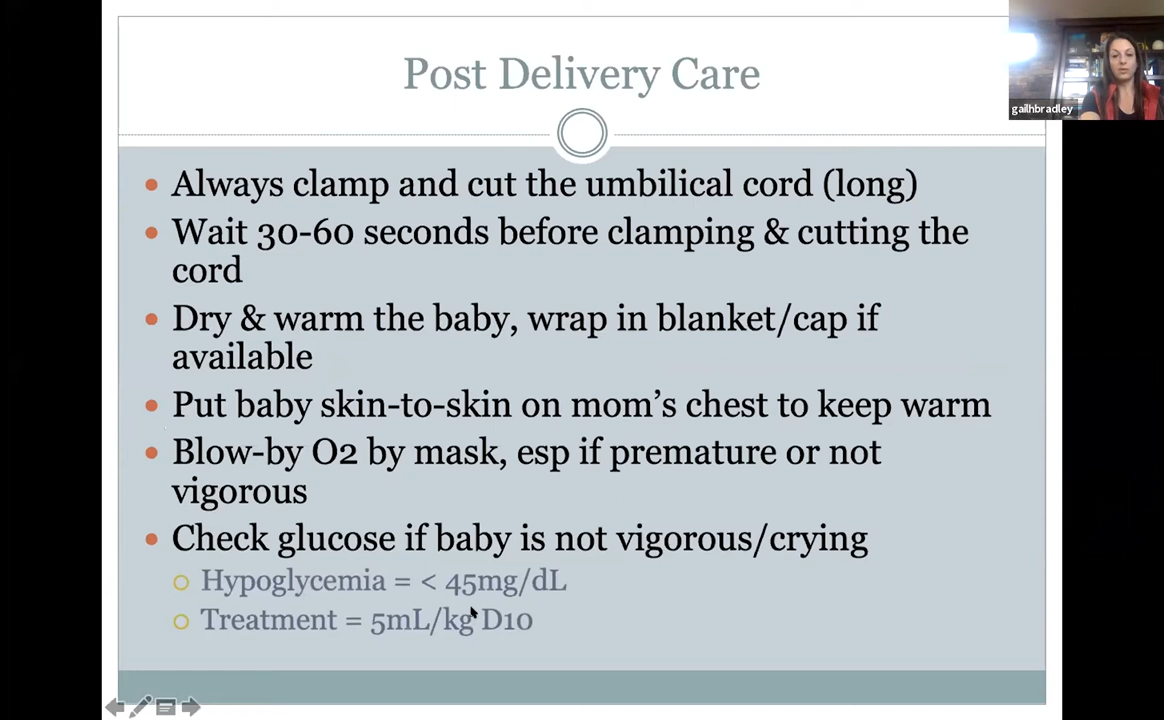 Post Delivery Care
gailhbradley
Always clamp and cut the umbilical cord (long)
Wait 30-60 seconds before clamping & cutting the
cord
Dry & warm the baby, wrap in blanket/cap if
available
Put baby skin-to-skin on mom's chest to keep warm
Blow-by O2 by mask, esp if premature or not
vigorous
Check glucose if baby is not vigorous/crying
Hypoglycemia = < 45mg/dL
Treatment = 5mL/kg D10